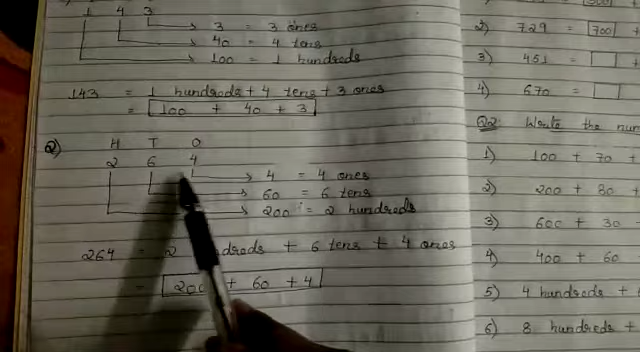 1 4 3
3 = 3 ones
40 = 4 tens
100 = 1 hundreds
143 = 1 hundreds + 4 tens + 3 ones
= 100 + 40 + 3
2) H T O
2 6 4
4 = 4 ones
60 = 6 tens
200 = 2 hundreds
264 = 2 hundreds + 6 tens + 4 ones
= 200 + 60 + 4
2) 729 = 700 +
3) 451 = +
4) 670 =
Q2 Write the num
1) 100 + 70 +
2) 200 + 80 +
3) 600 + 30
4) 400 + 60
5) 4 hundreds +
6) 8 hundreds +